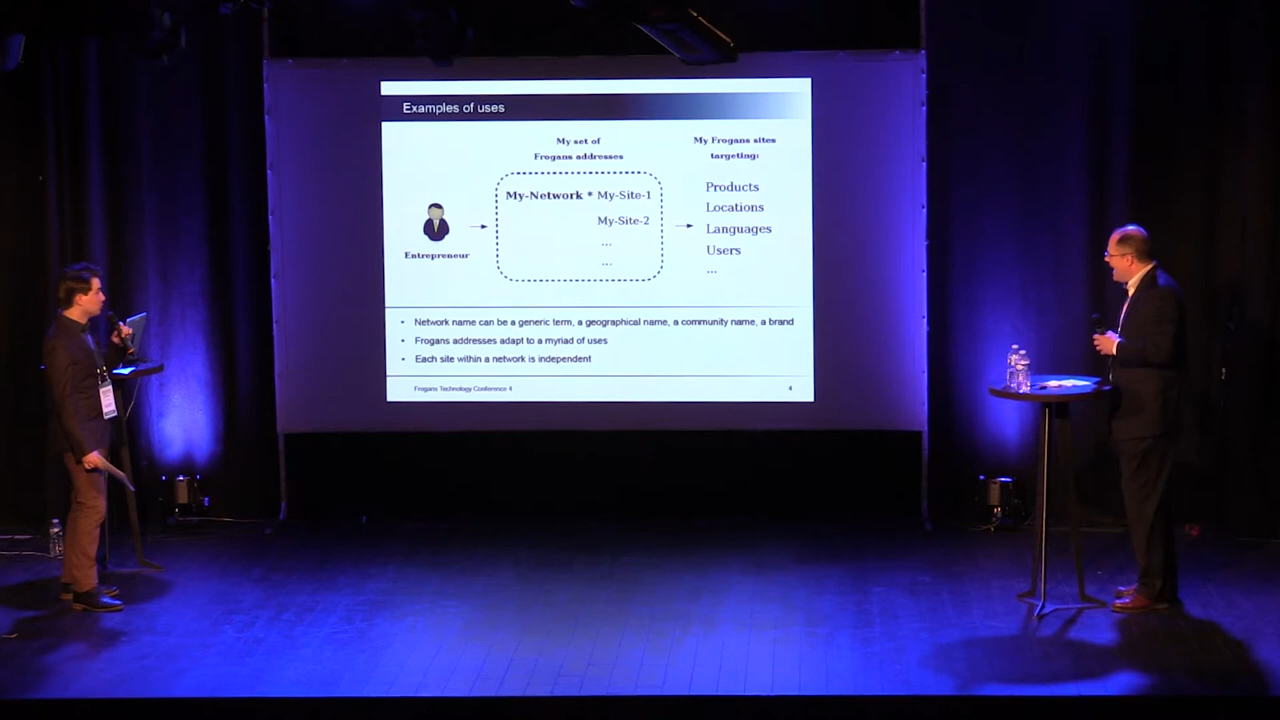 Examples of uses
My set of
Frogans addresses
My Frogans sites
targeting:
My-Network * My-Site-1
My-Site-2
...
...
Entrepreneur
Products
Locations
Languages
Users
...
• Network name can be a generic term, a geographical name, a community name, a brand
• Frogans addresses adapt to a myriad of uses
• Each site within a network is independent
Frogans Technology Conference 4
4